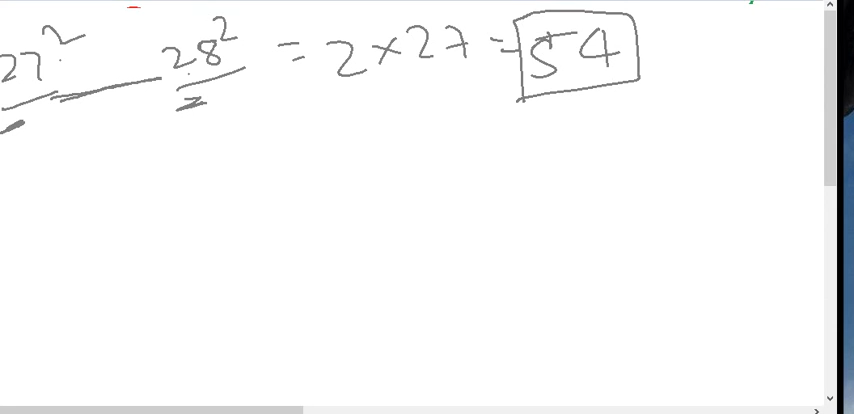 27² — 28² = 2×27 = 54